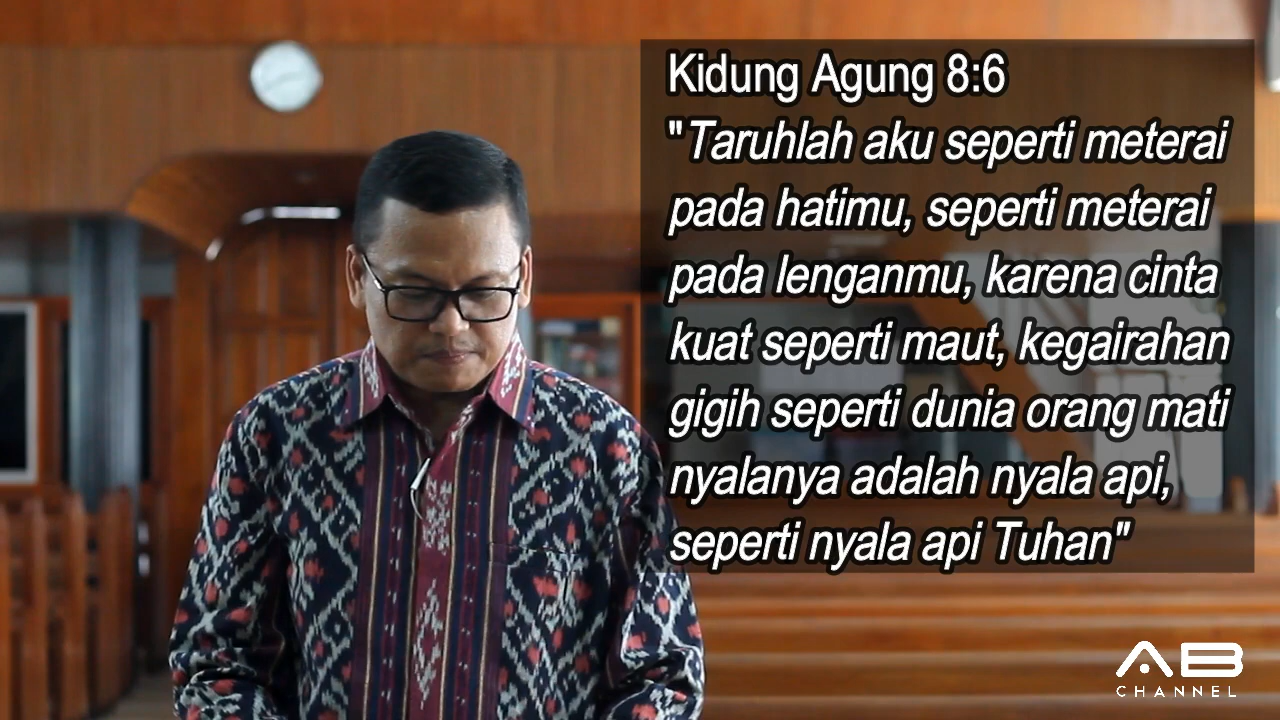 Kidung Agung 8:6
"Taruhlah aku seperti meterai
pada hatimu, seperti meterai
pada lenganmu, karena cinta
kuat seperti maut, kegairahan
gigih seperti dunia orang mati
nyalanya adalah nyala api,
seperti nyala api Tuhan"
AB
CHANNEL